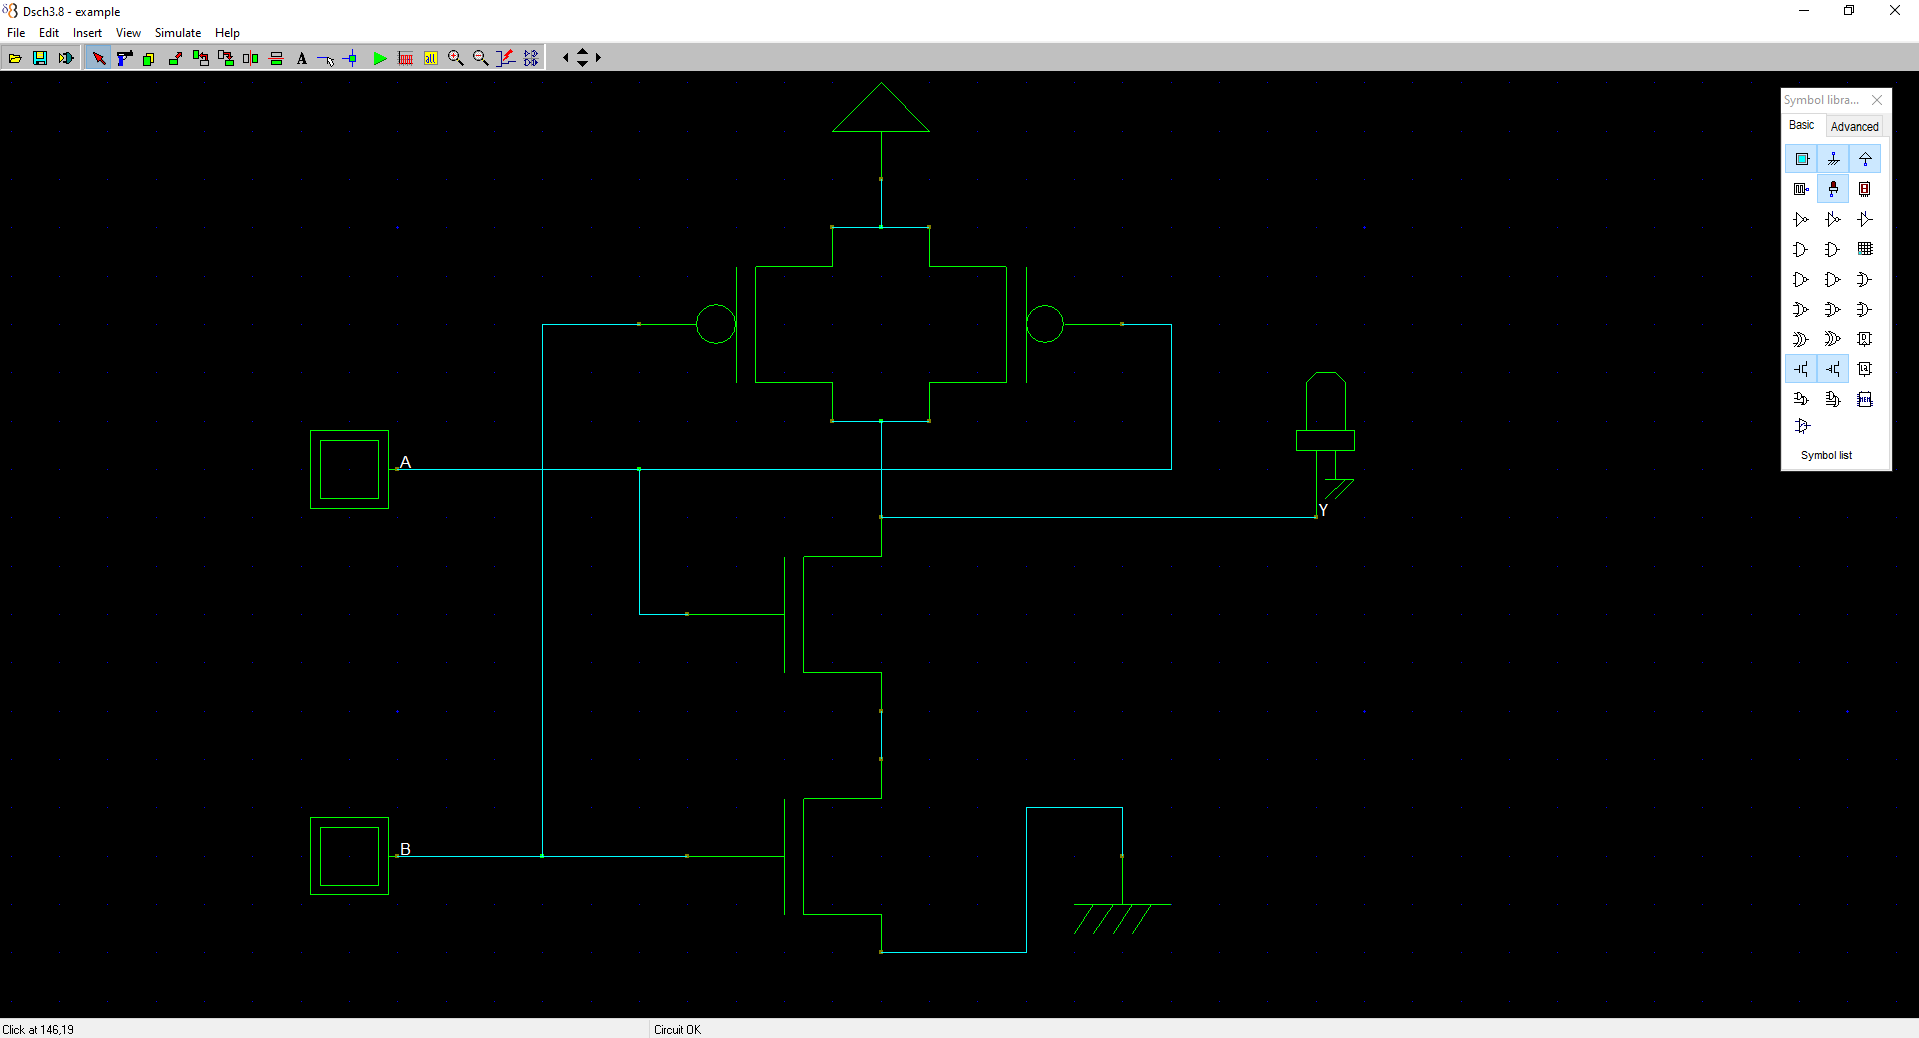 Dsch3.8 - example
File Edit Insert View Simulate Help
Symbol libra...
Basic Advanced
A
Y
B
Symbol list
Click at 146,19
Circuit OK